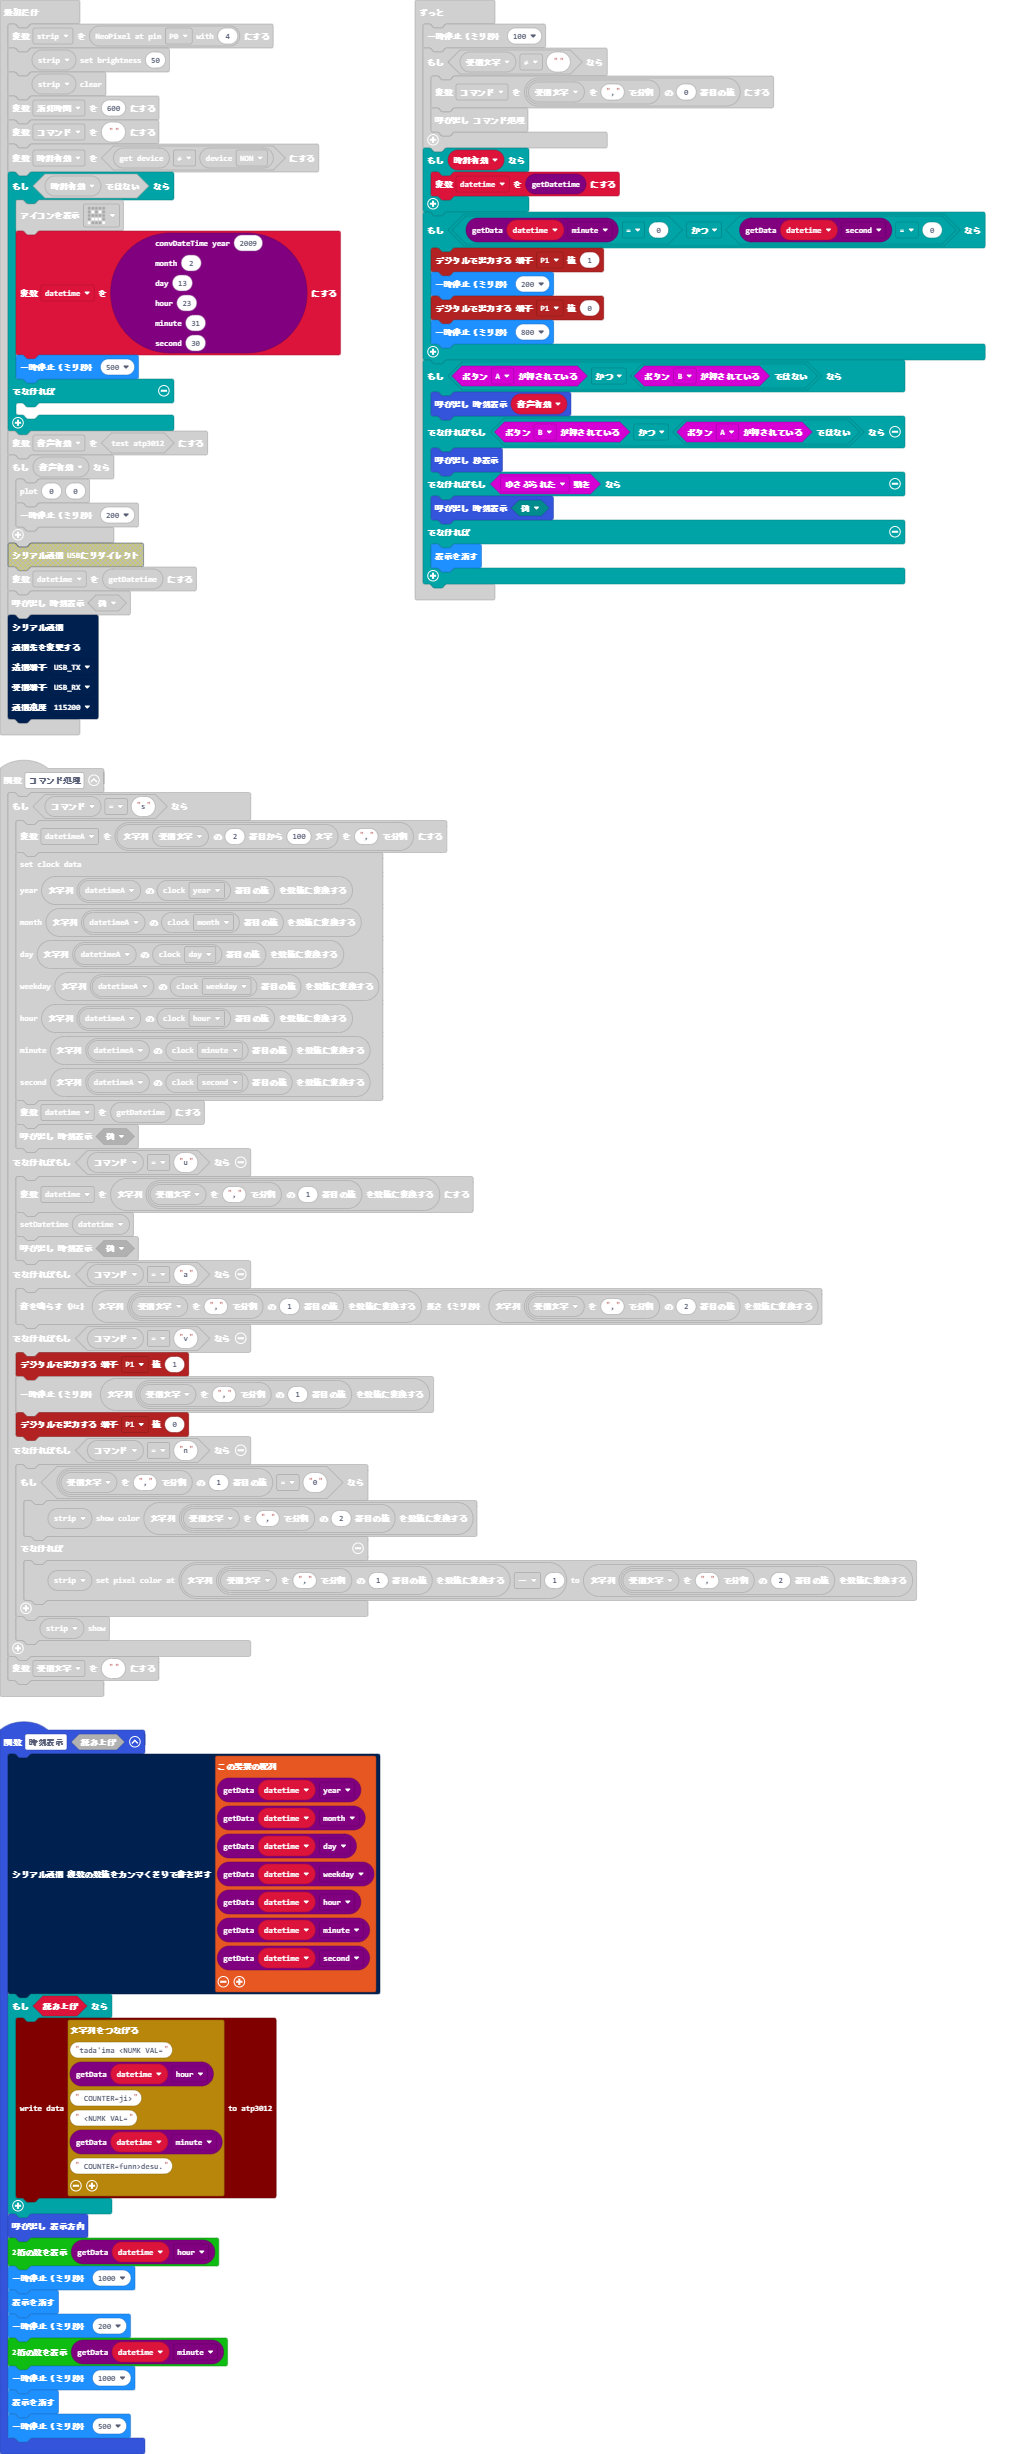 最初だけ
変数 strip を NeoPixel at pin P0 with 4 にする
strip set brightness 50
strip clear
変数 を 600 にする
変数 コマンド を " " にする
変数 時計有効 を get device ≠ device NON にする
もし 時計有効 ではない なら
アイコンを表示
変数 datetime を convDateTime year 2009 month 2 day 13 hour 23 minute 31 second 30 にする
一時停止 (ミリ秒) 500
でなければ
変数 音声有効 を test atp3012 にする
もし 音声有効 なら
plot 0 0
一時停止 (ミリ秒) 200
シリアル通信 USBにリダイレクト
変数 datetime を getDatetime にする
呼び出し 時刻表示 偽
シリアル通信
通信先を変更する
送信端子 USB_TX
受信端子 USB_RX
通信速度 115200
ずっと
一時停止 (ミリ秒) 100
もし 受信文字 ≠ " " なら
変数 コマンド を 受信文字 を "," で分割 の 0 番目の値 にする
呼び出し コマンド処理
もし 時計有効 なら
変数 datetime を getDatetime にする
もし getData datetime minute = 0 かつ getData datetime second = 0 なら
デジタルで出力する 端子 P1 値 1
一時停止 (ミリ秒) 200
デジタルで出力する 端子 P1 値 0
一時停止 (ミリ秒) 800
もし ボタン A が押されている かつ ボタン B が押されている ではない なら
呼び出し 時刻表示 音声有効
でなければもし ボタン B が押されている かつ ボタン A が押されている ではない なら
呼び出し 秒表示
でなければもし ゆさぶられた 動き なら
呼び出し 時刻表示 偽
でなければ
表示を消す
関数 コマンド処理
もし コマンド = "s" なら
変数 datetimeA を 文字列 受信文字 の 2 番目から 100 文字 を "," で分割 にする
set clock data
year 文字列 datetimeA の clock year 番目の値 を数値に変換する
month 文字列 datetimeA の clock month 番目の値 を数値に変換する
day 文字列 datetimeA の clock day 番目の値 を数値に変換する
weekday 文字列 datetimeA の clock weekday 番目の値 を数値に変換する
hour 文字列 datetimeA の clock hour 番目の値 を数値に変換する
minute 文字列 datetimeA の clock minute 番目の値 を数値に変換する
second 文字列 datetimeA の clock second 番目の値 を数値に変換する
変数 datetime を getDatetime にする
呼び出し 時刻表示 偽
でなければもし コマンド = "u" なら
変数 datetime を 文字列 受信文字 を "," で分割 の 1 番目の値 を数値に変換する にする
setDatetime datetime
呼び出し 時刻表示 偽
でなければもし コマンド = "a" なら
音を鳴らす (Hz) 文字列 受信文字 を "," で分割 の 1 番目の値 を数値に変換する 長さ (ミリ秒) 文字列 受信文字 を "," で分割 の 2 番目の値 を数値に変換する
でなければもし コマンド = "v" なら
デジタルで出力する 端子 P1 値 1
一時停止 (ミリ秒) 文字列 受信文字 を "," で分割 の 1 番目の値 を数値に変換する
デジタルで出力する 端子 P1 値 0
でなければもし コマンド = "n" なら
もし 受信文字 を "," で分割 の 1 番目の値 = "0" なら
strip show color 文字列 受信文字 を "," で分割 の 2 番目の値 を数値に変換する
でなければ
strip set pixel color at 文字列 受信文字 を "," で分割 の 1 番目の値 を数値に変換する - 1 to 文字列 受信文字 を "," で分割 の 2 番目の値 を数値に変換する
strip show
変数 受信文字 を " " にする
関数 時刻表示 読み上げ
シリアル通信 複数の数値をカンマくぎりで書き出す この要素の配列
getData datetime year
getData datetime month
getData datetime day
getData datetime weekday
getData datetime hour
getData datetime minute
getData datetime second
もし 読み上げ なら
write data 文字列をつなげる
"tada'ima <NUMK VAL="
getData datetime hour
" COUNTER=ji>"
" <NUMK VAL="
getData datetime minute
" COUNTER=funn>desu."
to atp3012
呼び出し 表示方向
2桁の数を表示 getData datetime hour
一時停止 (ミリ秒) 1000
表示を消す
一時停止 (ミリ秒) 200
2桁の数を表示 getData datetime minute
一時停止 (ミリ秒) 1000
表示を消す
一時停止 (ミリ秒) 500